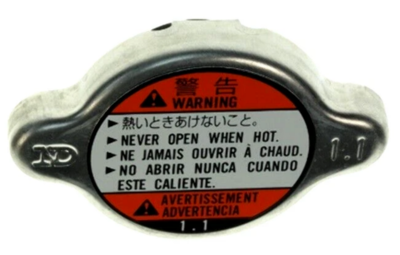 警告
WARNING
▶熱いときあけないこと。
▶NEVER OPEN WHEN HOT.
▶NE JAMAIS OUVRIR À CHAUD.
▶NO ABRIR NUNCA CUANDO
ESTE CALIENTE.
AVERTISSEMENT
ADVERTENCIA
1.1
ND
1.1